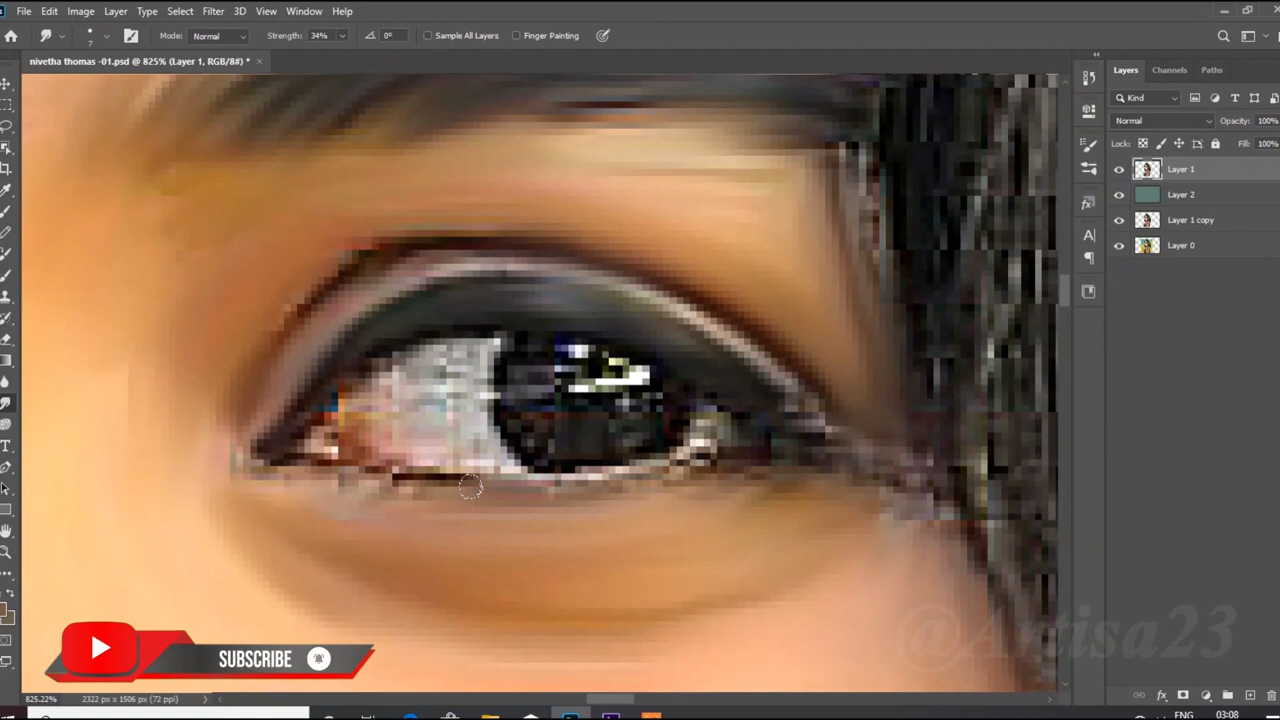 File Edit Image Layer Type Select Filter 3D View Window Help
7 Mode: Normal Strength: 34% 0° Sample All Layers Finger Painting
nivetha thomas -01.psd @ 825% (Layer 1, RGB/8#) * ×
Layers Channels Paths
Kind
Normal Opacity: 100%
Lock: Fill: 100%
Layer 1
Layer 2
Layer 1 copy
Layer 0
@Artisa23
SUBSCRIBE
825.22% 2322 px x 1506 px (72 ppi)
ENG 03:08